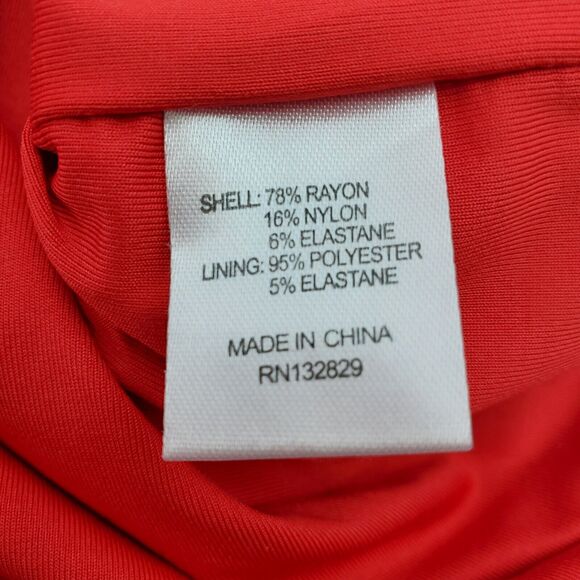 SHELL: 78% RAYON
16% NYLON
6% ELASTANE
LINING: 95% POLYESTER
5% ELASTANE
MADE IN CHINA
RN132829